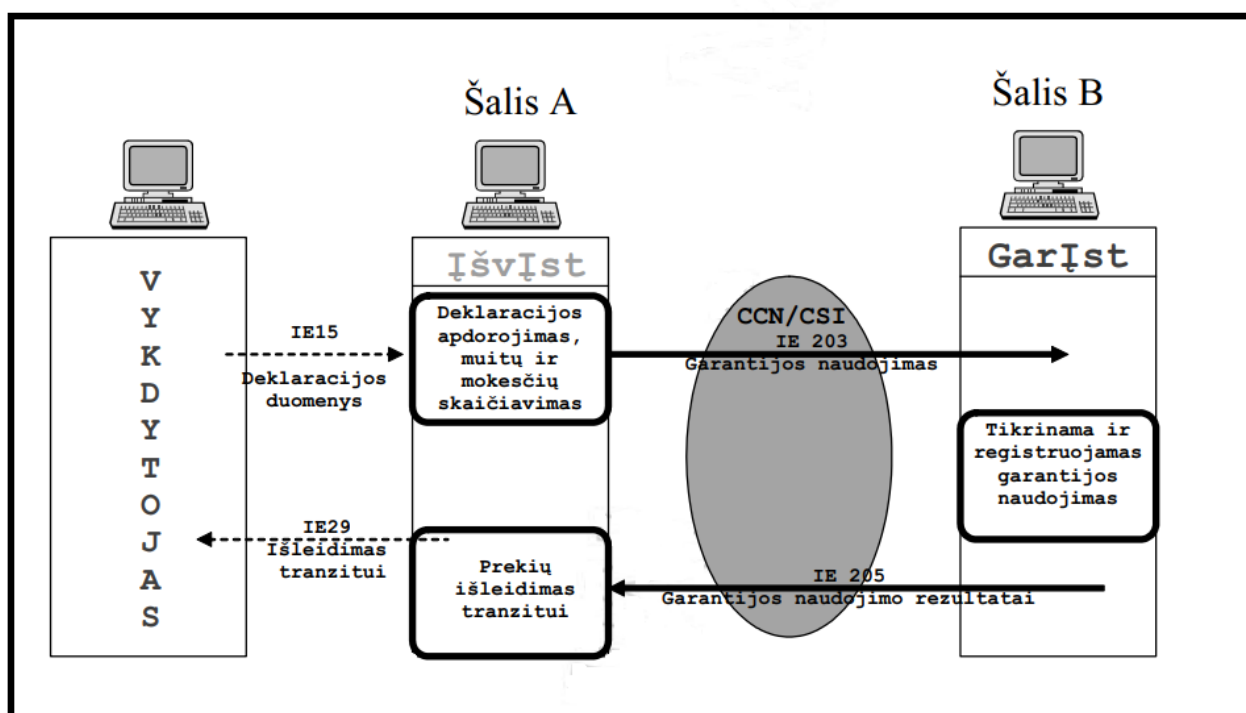 Šalis A
Šalis B
V
Y
K
D
Y
T
O
J
A
S
IE15
Deklaracijos
duomenys
IE29
Išleidimas
tranzitui
ĮšvĮst
Deklaracijos
apdorojimas,
muitų ir
mokesčių
skaičiavimas
Prekių
išleidimas
tranzitui
CCN/CSI
IE 203
Garantijos naudojimas
IE 205
Garantijos naudojimo rezultatai
GarĮst
Tikrinama ir
registruojamas
garantijos
naudojimas